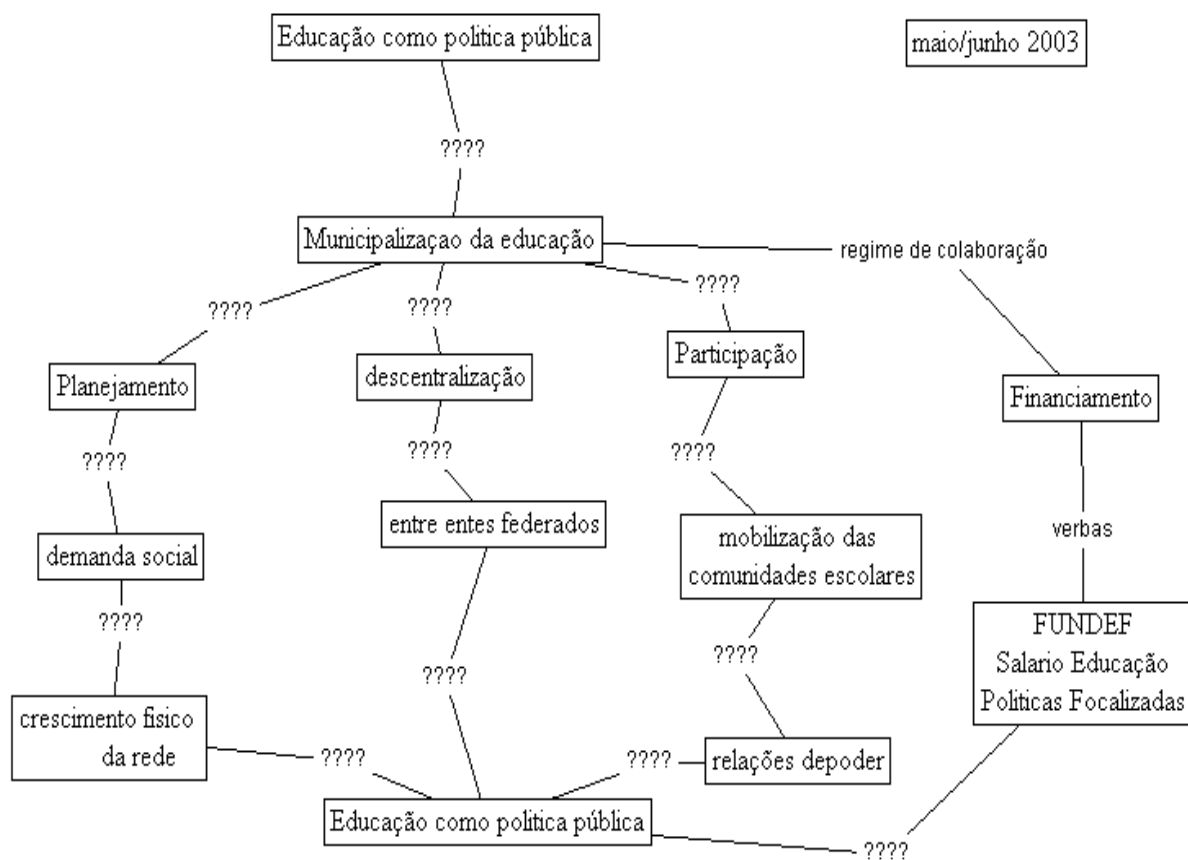 Educação como politica pública
maio/junho 2003
????
Municipalizaçao da educação
regime de colaboração
????
????
????
Planejamento
descentralização
Participação
Financiamento
????
????
????
demanda social
entre entes federados
mobilização das
comunidades escolares
verbas
????
????
????
FUNDEF
Salario Educação
Politicas Focalizadas
crescimento fisico
da rede
????
????
relações depoder
Educação como politica pública
????